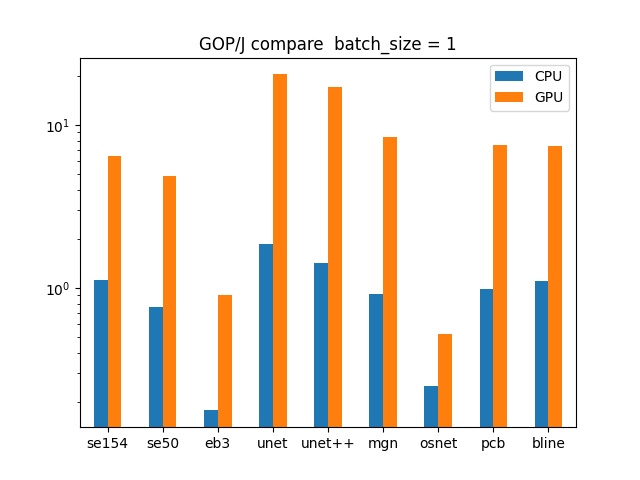 GOP/J compare  batch_size = 1
CPU
GPU
10¹
10⁰
se154 se50 eb3 unet unet++ mgn osnet pcb bline